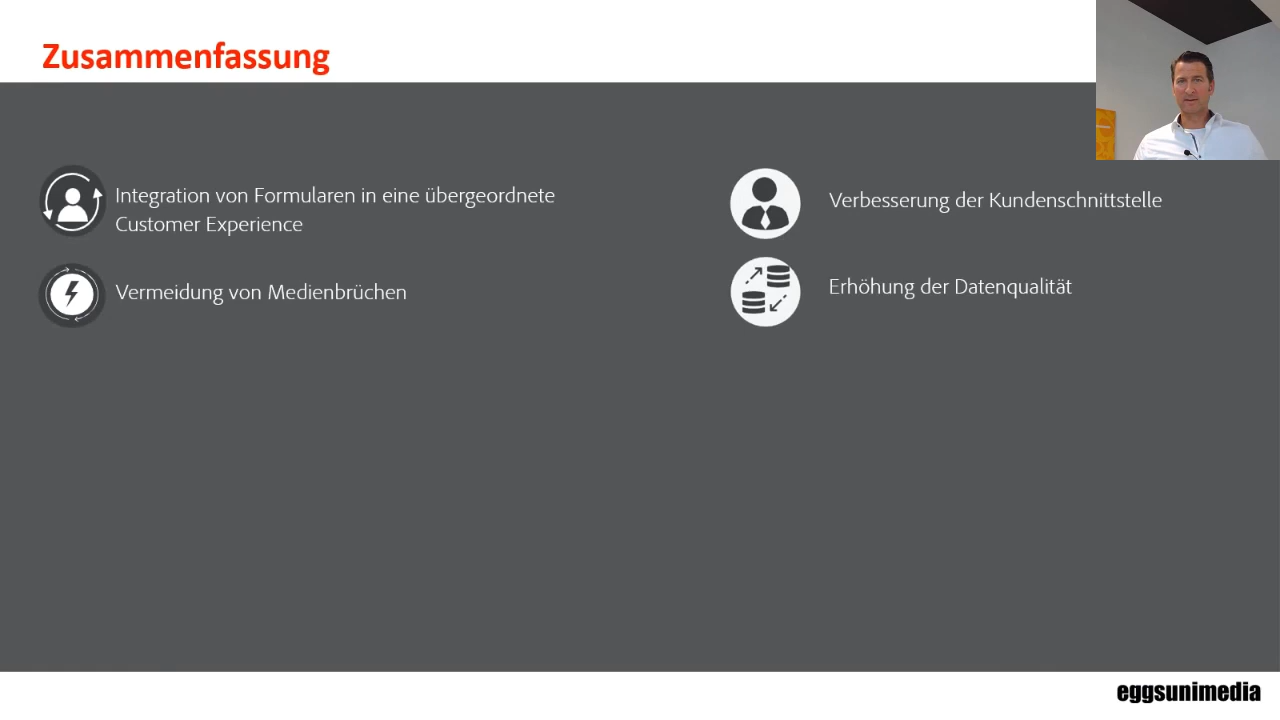 Zusammenfassung
Integration von Formularen in eine übergeordnete
Customer Experience
Vermeidung von Medienbrüchen
Verbesserung der Kundenschnittstelle
Erhöhung der Datenqualität
eggsunimedia